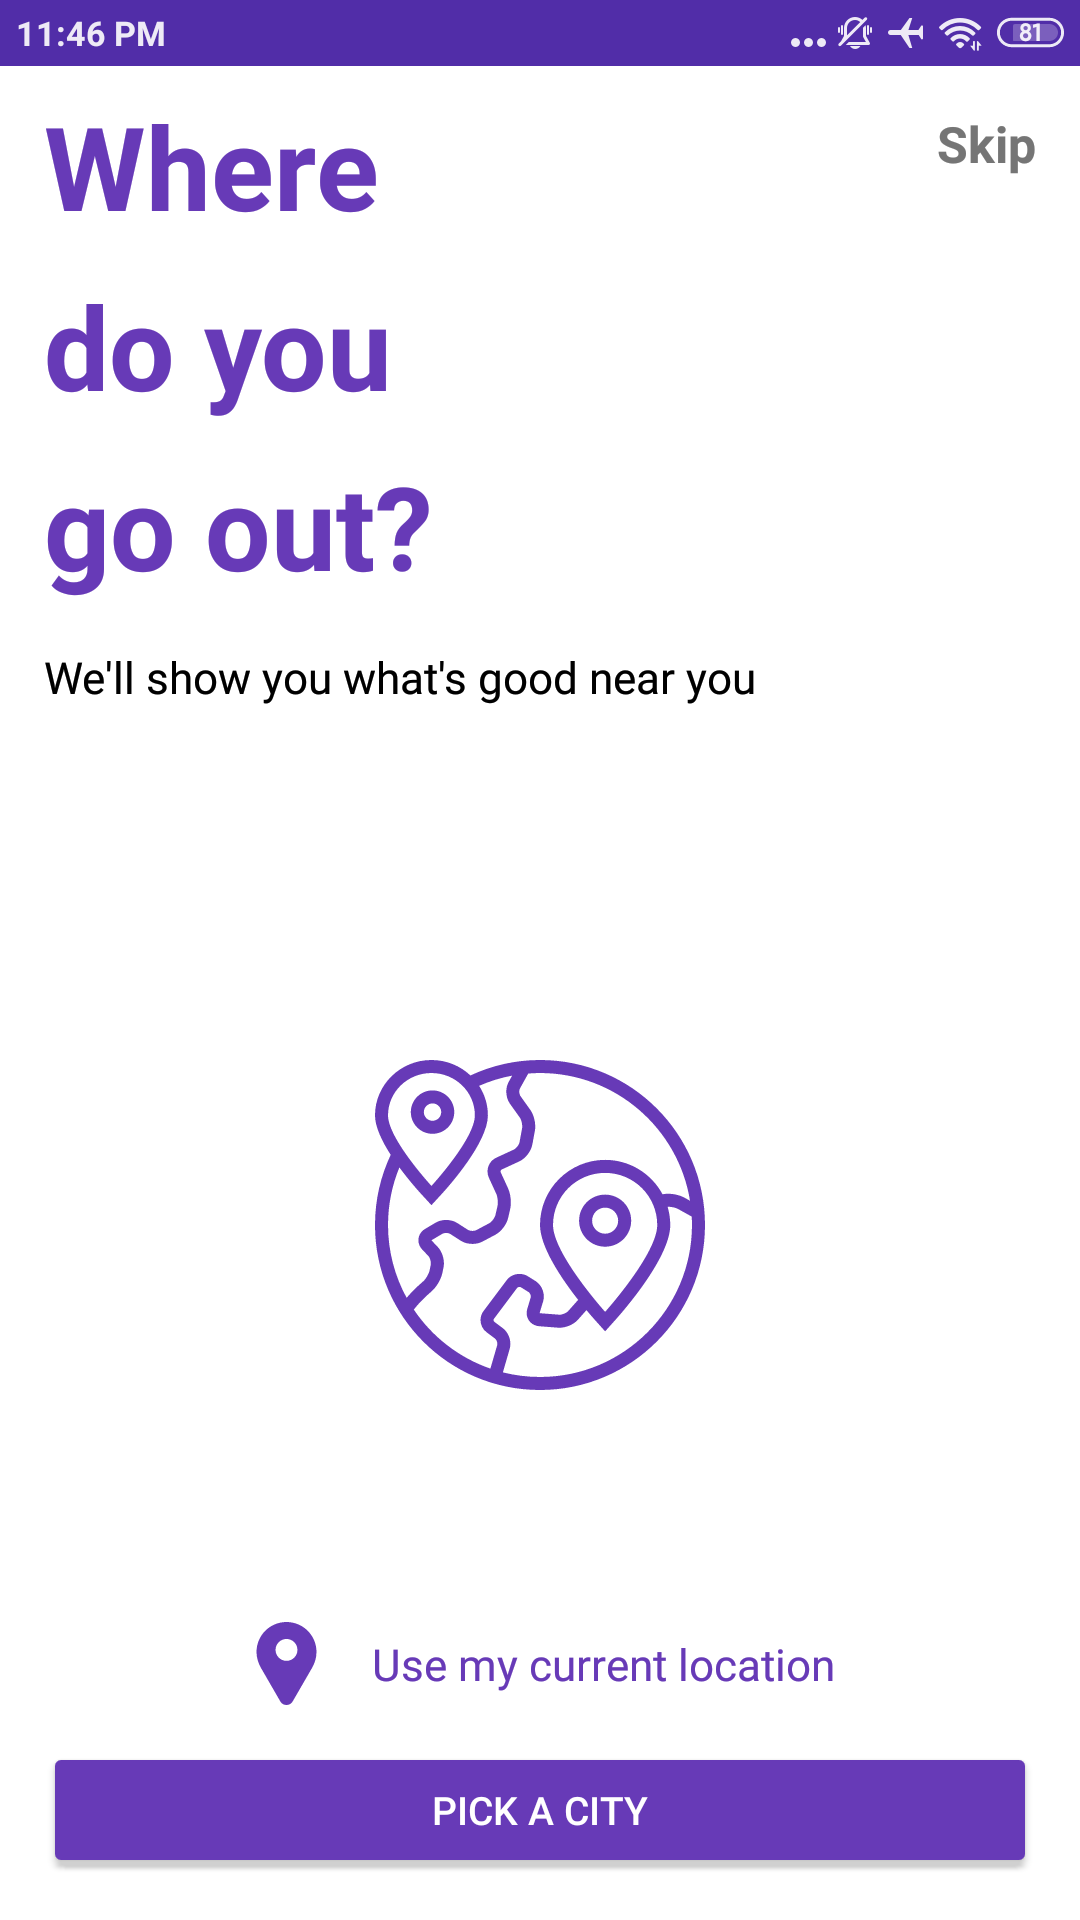 11:46 PM
81
Skip
Where
do you
go out?
We'll show you what's good near you
Use my current location
PICK A CITY